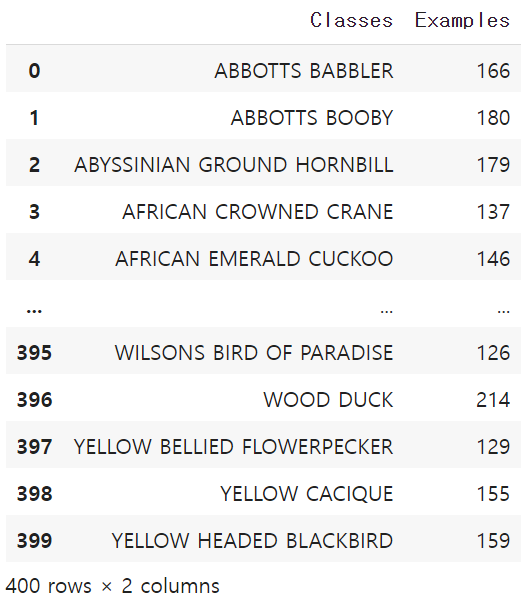 Classes Examples
0 ABBOTTS BABBLER 166
1 ABBOTTS BOOBY 180
2 ABYSSINIAN GROUND HORNBILL 179
3 AFRICAN CROWNED CRANE 137
4 AFRICAN EMERALD CUCKOO 146
... ... ...
395 WILSONS BIRD OF PARADISE 126
396 WOOD DUCK 214
397 YELLOW BELLIED FLOWERPECKER 129
398 YELLOW CACIQUE 155
399 YELLOW HEADED BLACKBIRD 159
400 rows × 2 columns